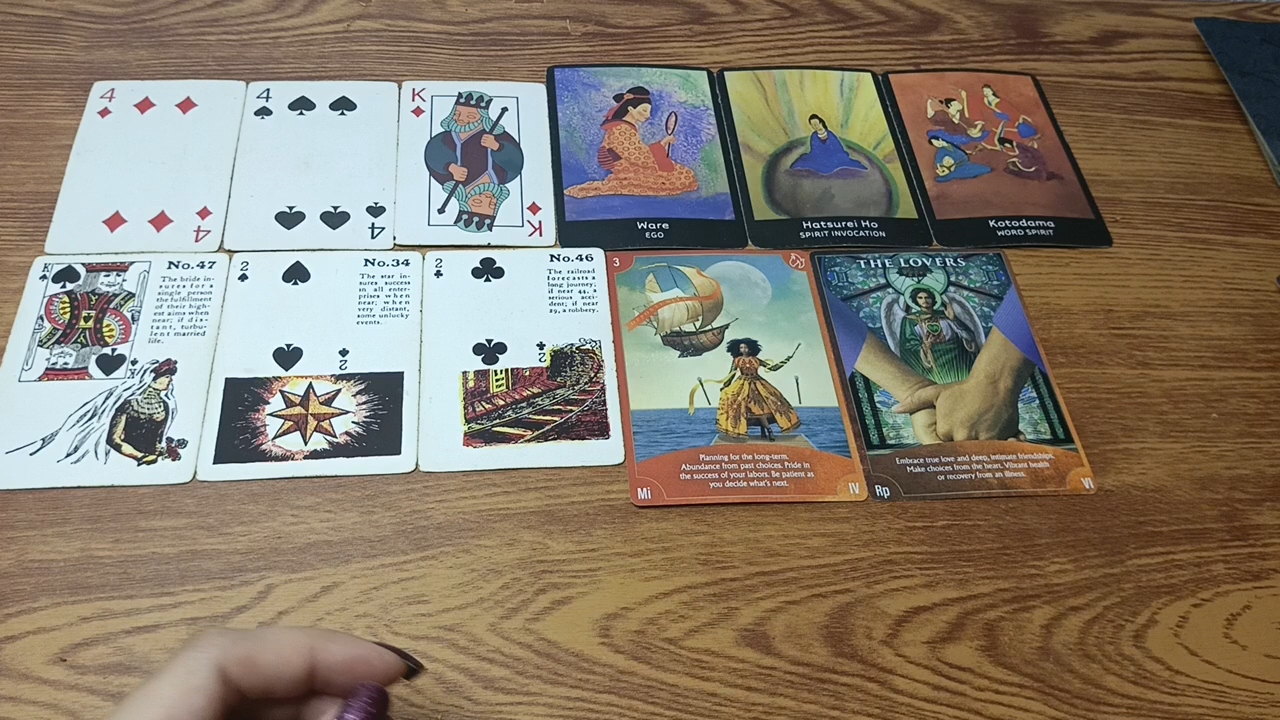 4
4
4
4
K
K
Ware
EGO
Hatsurei Ho
SPIRIT INVOCATION
Kotodama
WORD SPIRIT
K
No.47
The bride in-
sures for a
single person
the fulfillment
of their high-
est aims when
near; if dis-
tant, turbu-
lent married
life.
2
No.34
The star in-
sures success
in all enter-
prises when
near; when
very distant,
some unlucky
events.
2
2
No.46
The railroad
forecasts a
long journey;
if near 44, a
serious acci-
dent; if near
29, a robbery.
2
3
Planning for the long-term.
Abundance from past choices. Pride in
the success of your labors. Be patient as
you decide what's next.
Mi
IV
THE LOVERS
Embrace true love and deep, intimate friendships.
Make choices from the heart. Vibrant health
or recovery from an illness.
Rp
VI